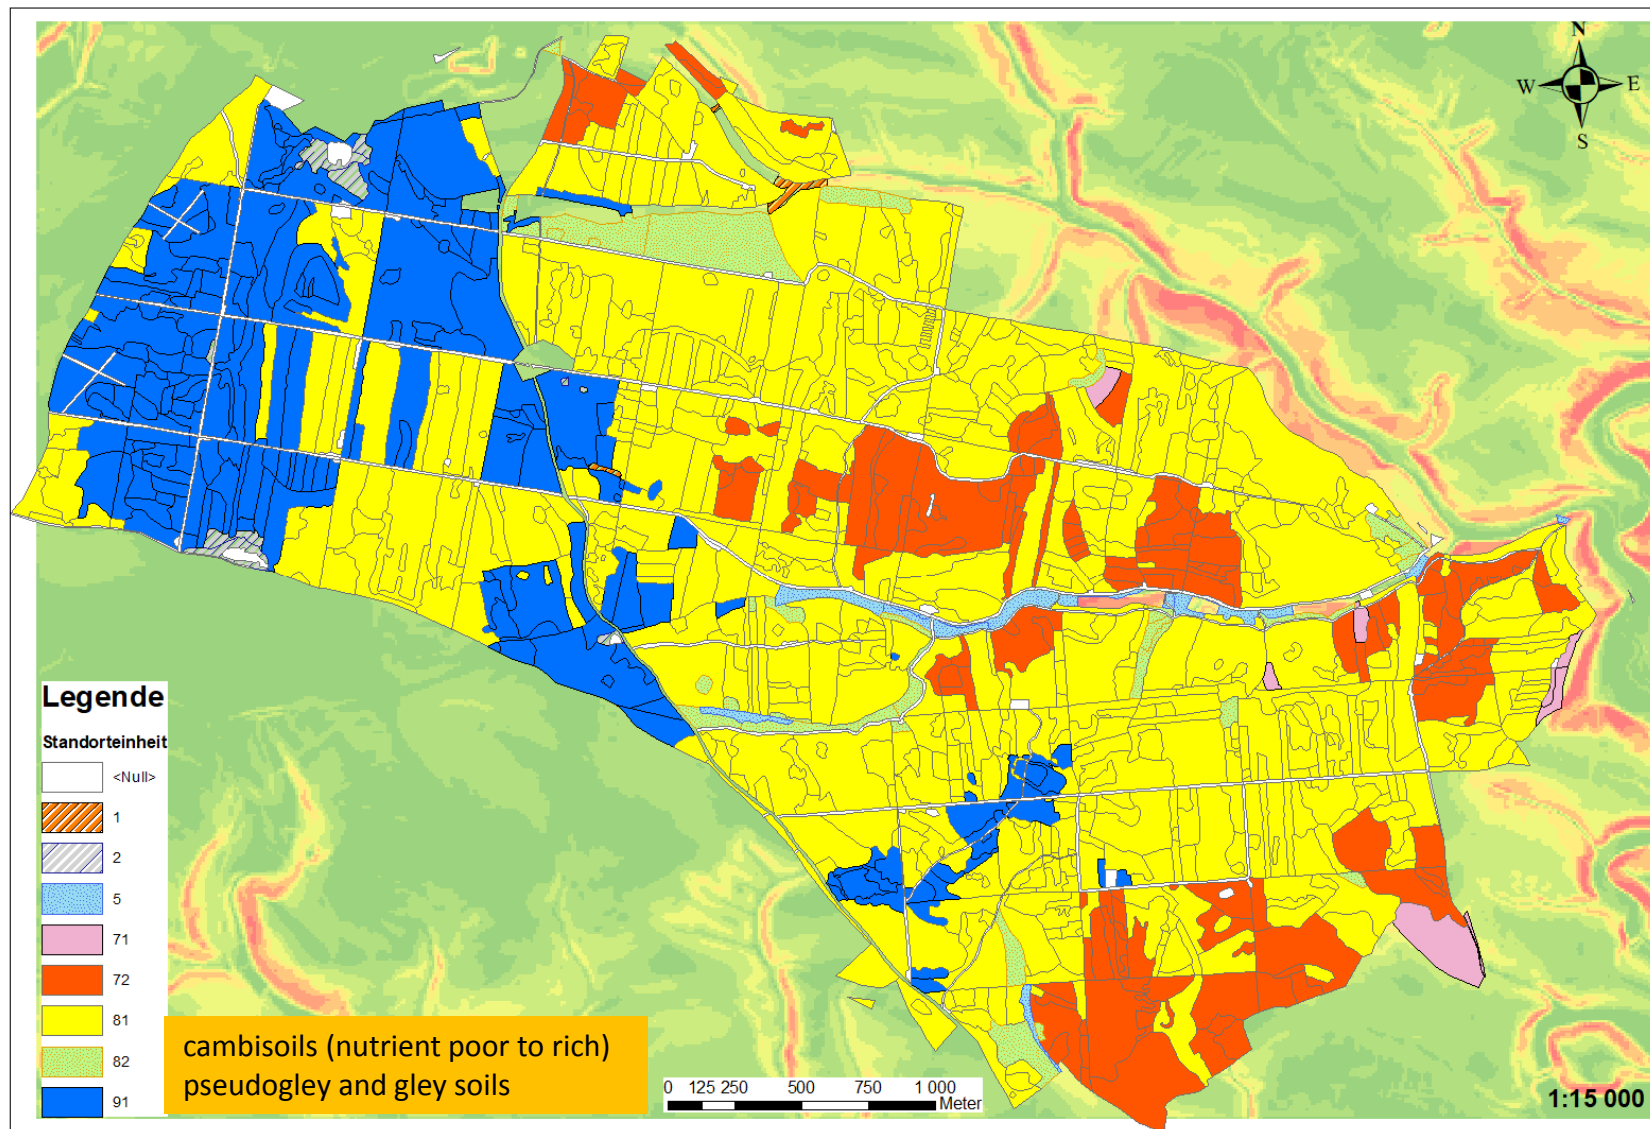 N
W
E
S
Legende
Standorteinheit
<Null>
1
2
5
71
72
81
82
91
cambisoils (nutrient poor to rich)
pseudogley and gley soils
0 125 250 500 750 1 000
Meter
1:15 000